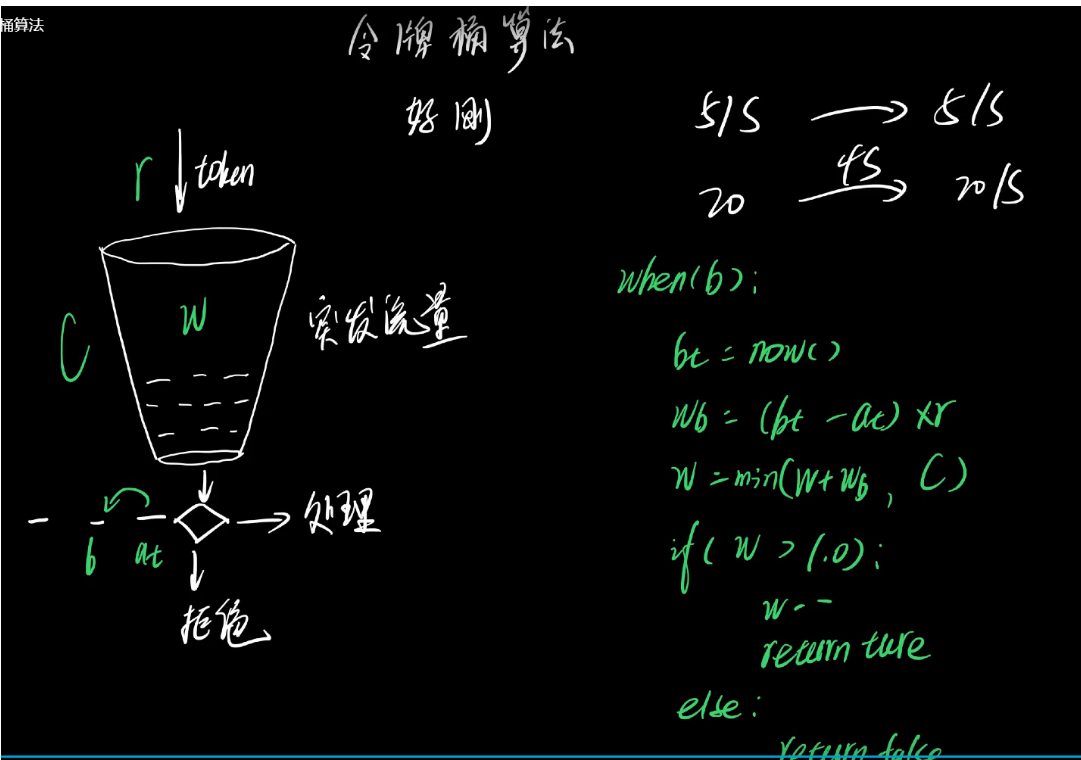 桶算法
令牌桶算法
好刚
5/S → 5/S
20 4S → 20/S
r token
C
w
突发流量
处理
b at
拒绝
when(b):
bt = now()
wb = (bt - at) × r
w = min(w + wb, C)
if( w > 1.0):
w--
return ture
else:
return false